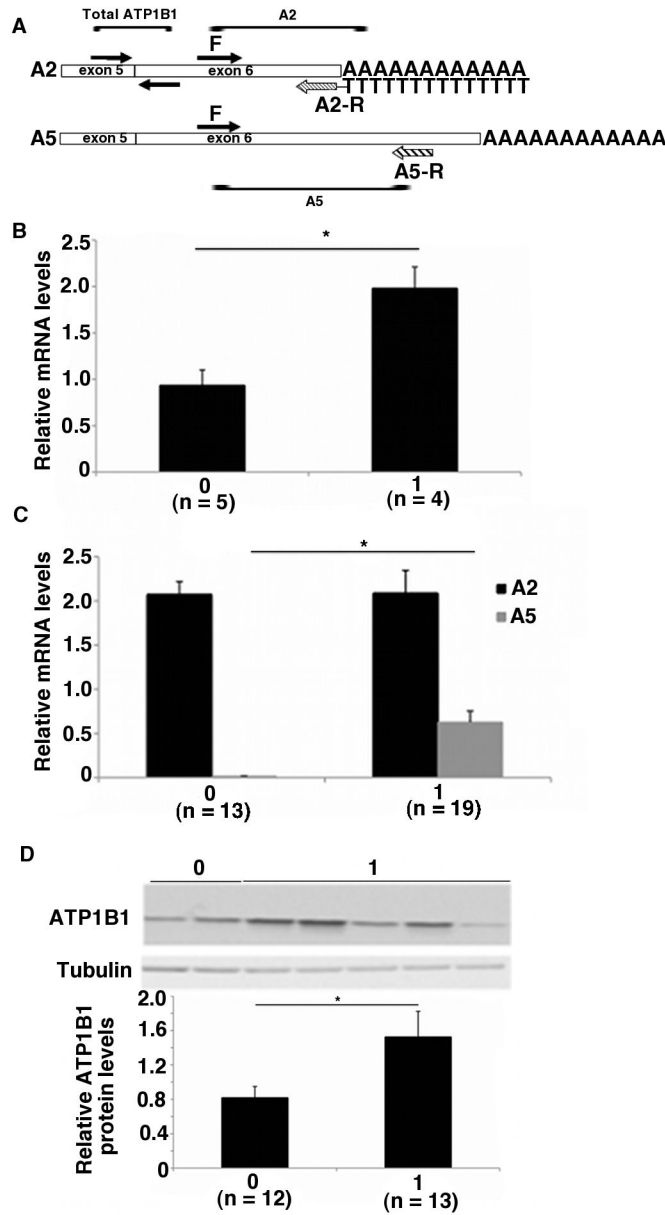 A
Total ATP1B1
A2
F
A2 exon 5 exon 6 AAAAAAAAAAAA
TTTTTTTTTTTT
A2-R
F
A5 exon 5 exon 6 AAAAAAAAAAAA
A5-R
A5
B
Relative mRNA levels
2.5
2.0
1.5
1.0
0.5
0
*
0 1
(n = 5) (n = 4)
C
Relative mRNA levels
2.5
2.0
1.5
1.0
0.5
0
*
A2
A5
0 1
(n = 13) (n = 19)
D
0 1
ATP1B1
Tubulin
Relative ATP1B1
protein levels
2.0
1.6
1.2
0.8
0.4
0
*
0 1
(n = 12) (n = 13)